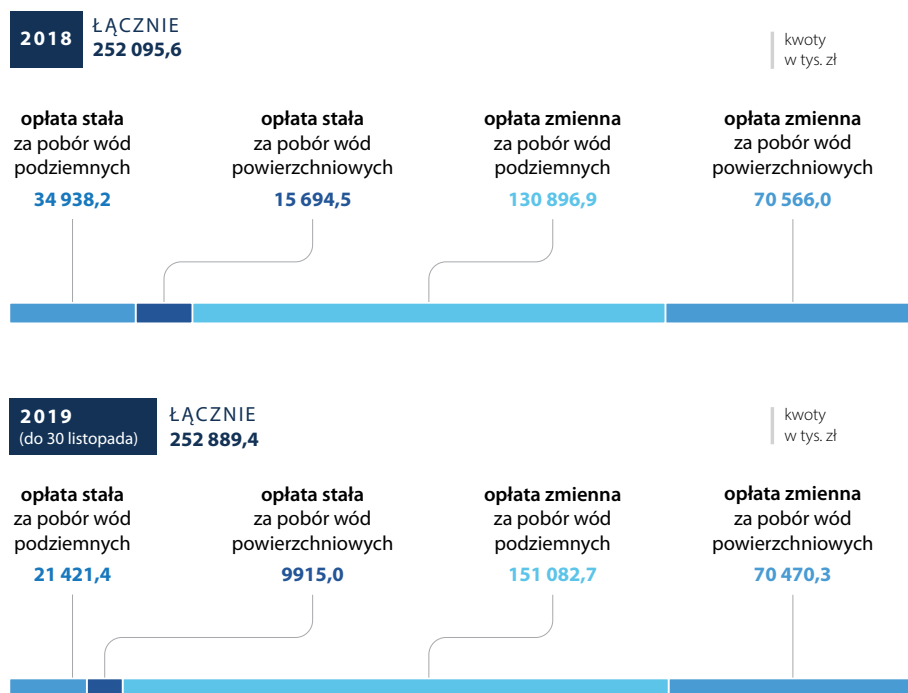 2018
ŁĄCZNIE
252 095,6
kwoty
w tys. zł
opłata stała
za pobór wód
podziemnych
34 938,2
opłata stała
za pobór wód
powierzchniowych
15 694,5
opłata zmienna
za pobór wód
podziemnych
130 896,9
opłata zmienna
za pobór wód
powierzchniowych
70 566,0
2019
(do 30 listopada)
ŁĄCZNIE
252 889,4
kwoty
w tys. zł
opłata stała
za pobór wód
podziemnych
21 421,4
opłata stała
za pobór wód
powierzchniowych
9915,0
opłata zmienna
za pobór wód
podziemnych
151 082,7
opłata zmienna
za pobór wód
powierzchniowych
70 470,3